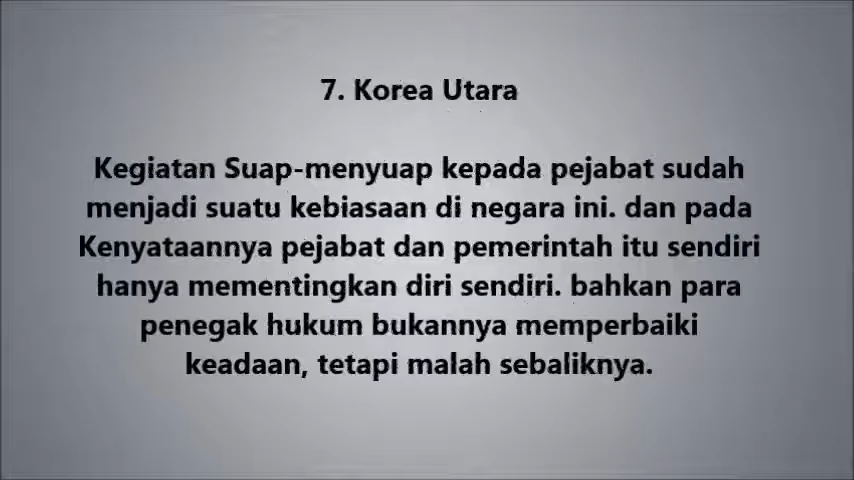 7. Korea Utara
Kegiatan Suap-menyuap kepada pejabat sudah
menjadi suatu kebiasaan di negara ini. dan pada
Kenyataannya pejabat dan pemerintah itu sendiri
hanya mementingkan diri sendiri. bahkan para
penegak hukum bukannya memperbaiki
keadaan, tetapi malah sebaliknya.